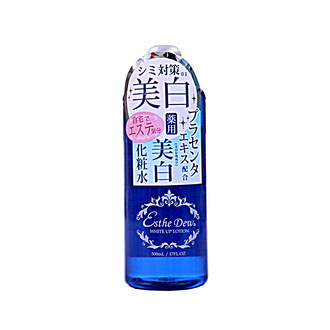 シミ対策※1
美白
プラセンタ
エキス配合
自宅で
エステ気分
薬用
美白
化粧水
Esthe Dew
WHITE UP LOTION
500mL / 17FL.OZ